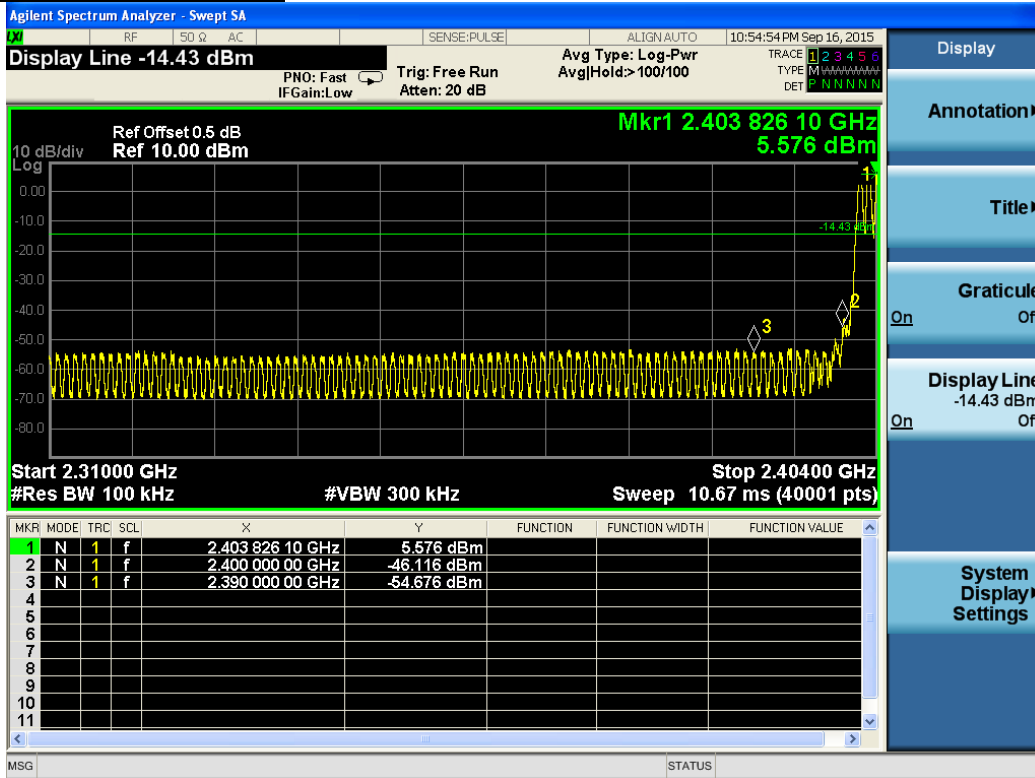 Agilent Spectrum Analyzer - Swept SA
LXI RF 50 Ω AC SENSE:PULSE ALIGN AUTO 10:54:54 PM Sep 16, 2015
Display Line -14.43 dBm
PNO: Fast
IFGain:Low
Trig: Free Run
Atten: 20 dB
Avg Type: Log-Pwr
Avg|Hold:>100/100
TRACE 1 2 3 4 5 6
TYPE M W W W W W
DET P N N N N N
Ref Offset 0.5 dB
Ref 10.00 dBm
10 dB/div
Log
Mkr1 2.403 826 10 GHz
5.576 dBm
0.00
-10.0
-20.0
-30.0
-40.0
-50.0
-60.0
-70.0
-80.0
1
-14.43 dBm
2
3
Start 2.31000 GHz
Stop 2.40400 GHz
#Res BW 100 kHz
#VBW 300 kHz
Sweep 10.67 ms (40001 pts)
MKR MODE TRC SCL X Y FUNCTION FUNCTION WIDTH FUNCTION VALUE
1 N 1 f 2.403 826 10 GHz 5.576 dBm
2 N 1 f 2.400 000 00 GHz -46.116 dBm
3 N 1 f 2.390 000 00 GHz -54.676 dBm
4
5
6
7
8
9
10
11
MSG
STATUS
Display
Annotation
Title
Graticule
On Of
Display Line
-14.43 dBm
On Of
System
Display
Settings